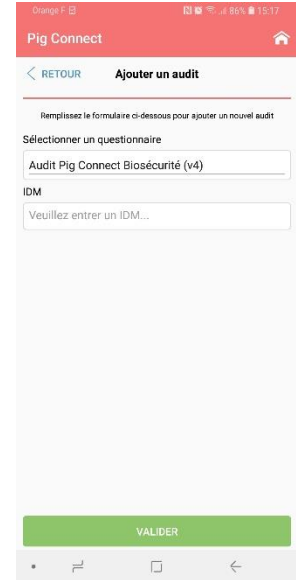 Orange F 86% 15:17
Pig Connect
RETOUR Ajouter un audit
Remplissez le formulaire ci-dessous pour ajouter un nouvel audit
Sélectionner un questionnaire
Audit Pig Connect Biosécurité (v4)
IDM
Veuillez entrer un IDM...
VALIDER